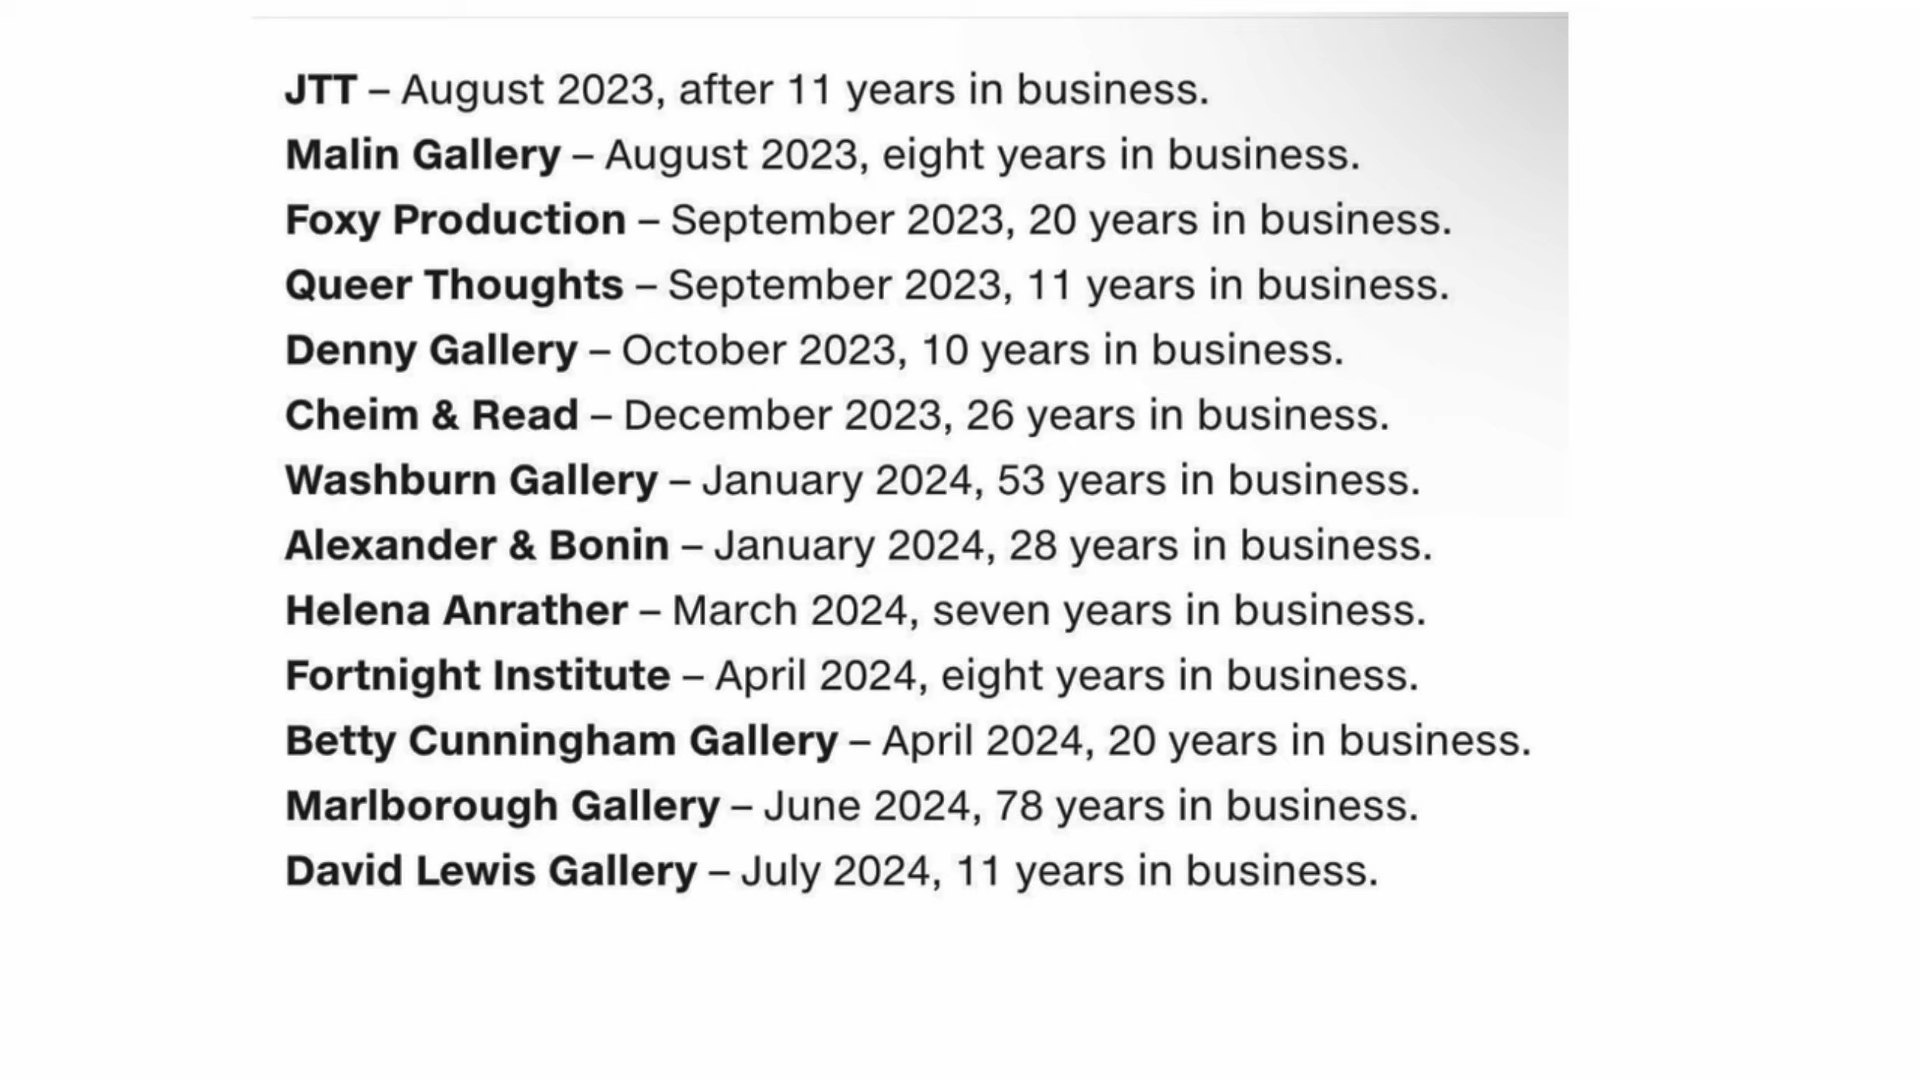 JTT – August 2023, after 11 years in business.
Malin Gallery – August 2023, eight years in business.
Foxy Production – September 2023, 20 years in business.
Queer Thoughts – September 2023, 11 years in business.
Denny Gallery – October 2023, 10 years in business.
Cheim & Read – December 2023, 26 years in business.
Washburn Gallery – January 2024, 53 years in business.
Alexander & Bonin – January 2024, 28 years in business.
Helena Anrather – March 2024, seven years in business.
Fortnight Institute – April 2024, eight years in business.
Betty Cunningham Gallery – April 2024, 20 years in business.
Marlborough Gallery – June 2024, 78 years in business.
David Lewis Gallery – July 2024, 11 years in business.